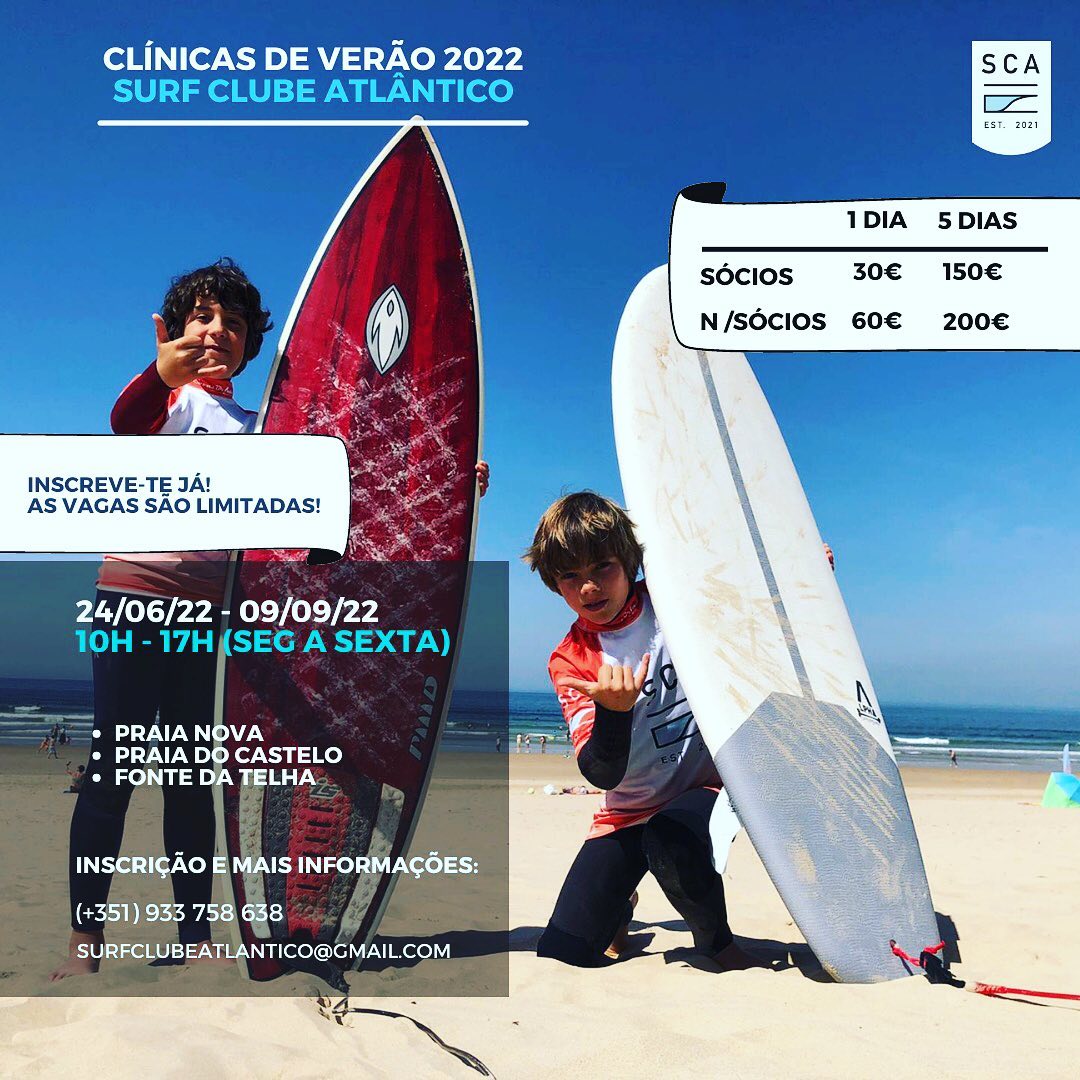 CLÍNICAS DE VERÃO 2022
SURF CLUBE ATLÂNTICO
SCA
EST. 2021
1 DIA 5 DIAS
SÓCIOS 30€ 150€
N /SÓCIOS 60€ 200€
INSCREVE-TE JÁ!
AS VAGAS SÃO LIMITADAS!
24/06/22 - 09/09/22
10H - 17H (SEG A SEXTA)
• PRAIA NOVA
• PRAIA DO CASTELO
• FONTE DA TELHA
INSCRIÇÃO E MAIS INFORMAÇÕES:
(+351) 933 758 638
SURFCLUBEATLANTICO@GMAIL.COM
SCA